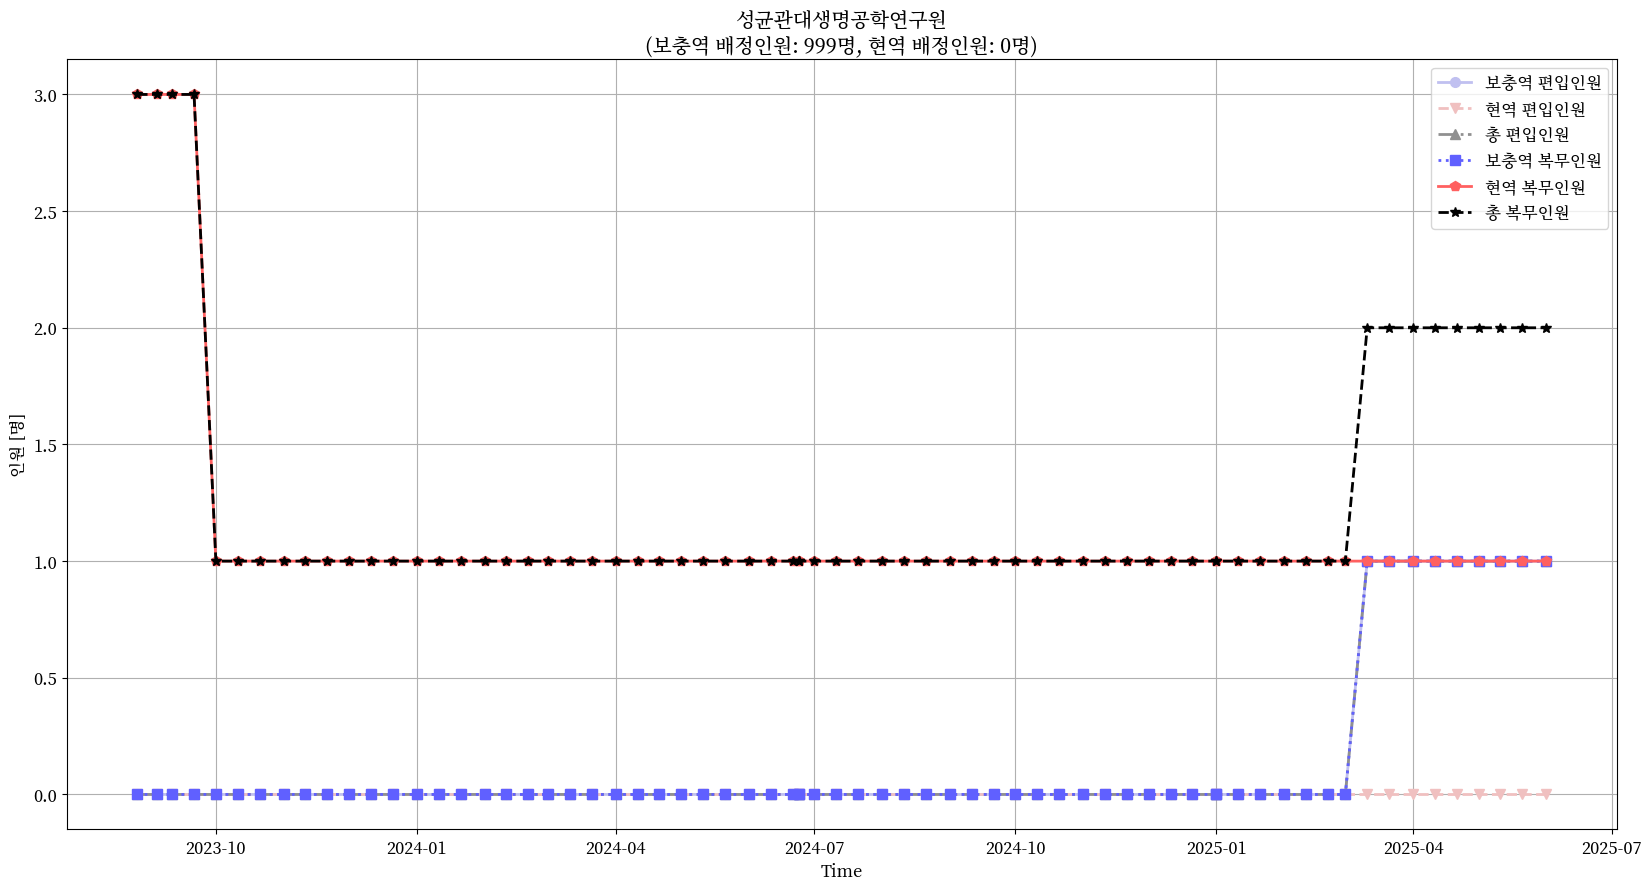 성균관대생명공학연구원
(보충역 배정인원: 999명, 현역 배정인원: 0명)
보충역 편입인원
현역 편입인원
총 편입인원
보충역 복무인원
현역 복무인원
총 복무인원
3.0
2.5
2.0
1.5
1.0
0.5
0.0
인원 [명]
2023-10
2024-01
2024-04
2024-07
2024-10
2025-01
2025-04
2025-07
Time